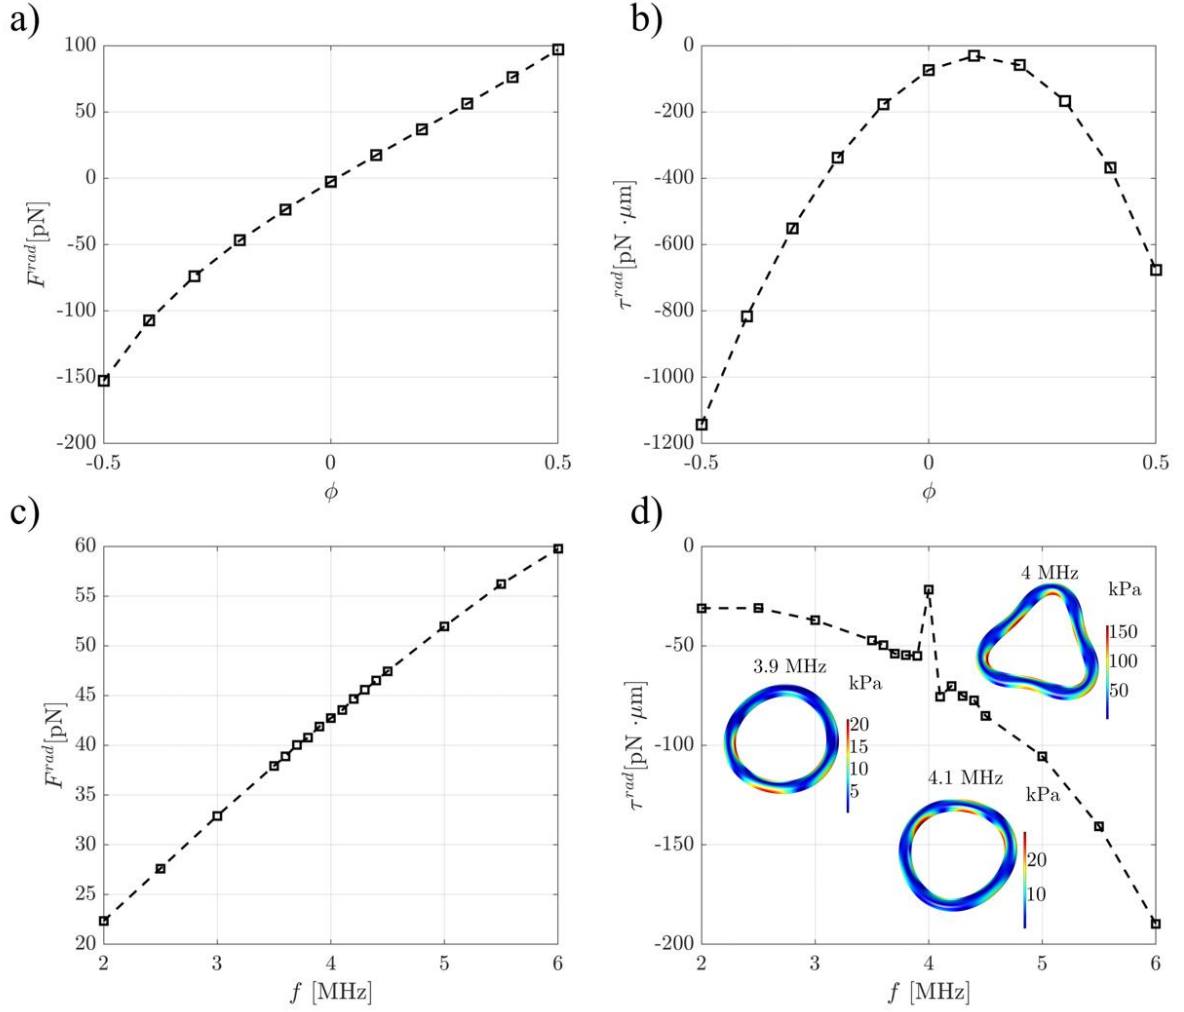 a)
100
50
0
-50
-100
-150
-200
F^{rad}[pN]
-0.5
0
0.5
ϕ
b)
0
-200
-400
-600
-800
-1000
-1200
τ^{rad}[pN ·μm]
-0.5
0
0.5
ϕ
c)
60
55
50
45
40
35
30
25
20
F^{rad}[pN]
2
3
4
5
6
f [MHz]
d)
0
-50
-100
-150
-200
τ^{rad}[pN ·μm]
4 MHz
kPa
150
100
50
3.9 MHz
kPa
20
15
10
5
4.1 MHz
kPa
20
10
2
3
4
5
6
f [MHz]